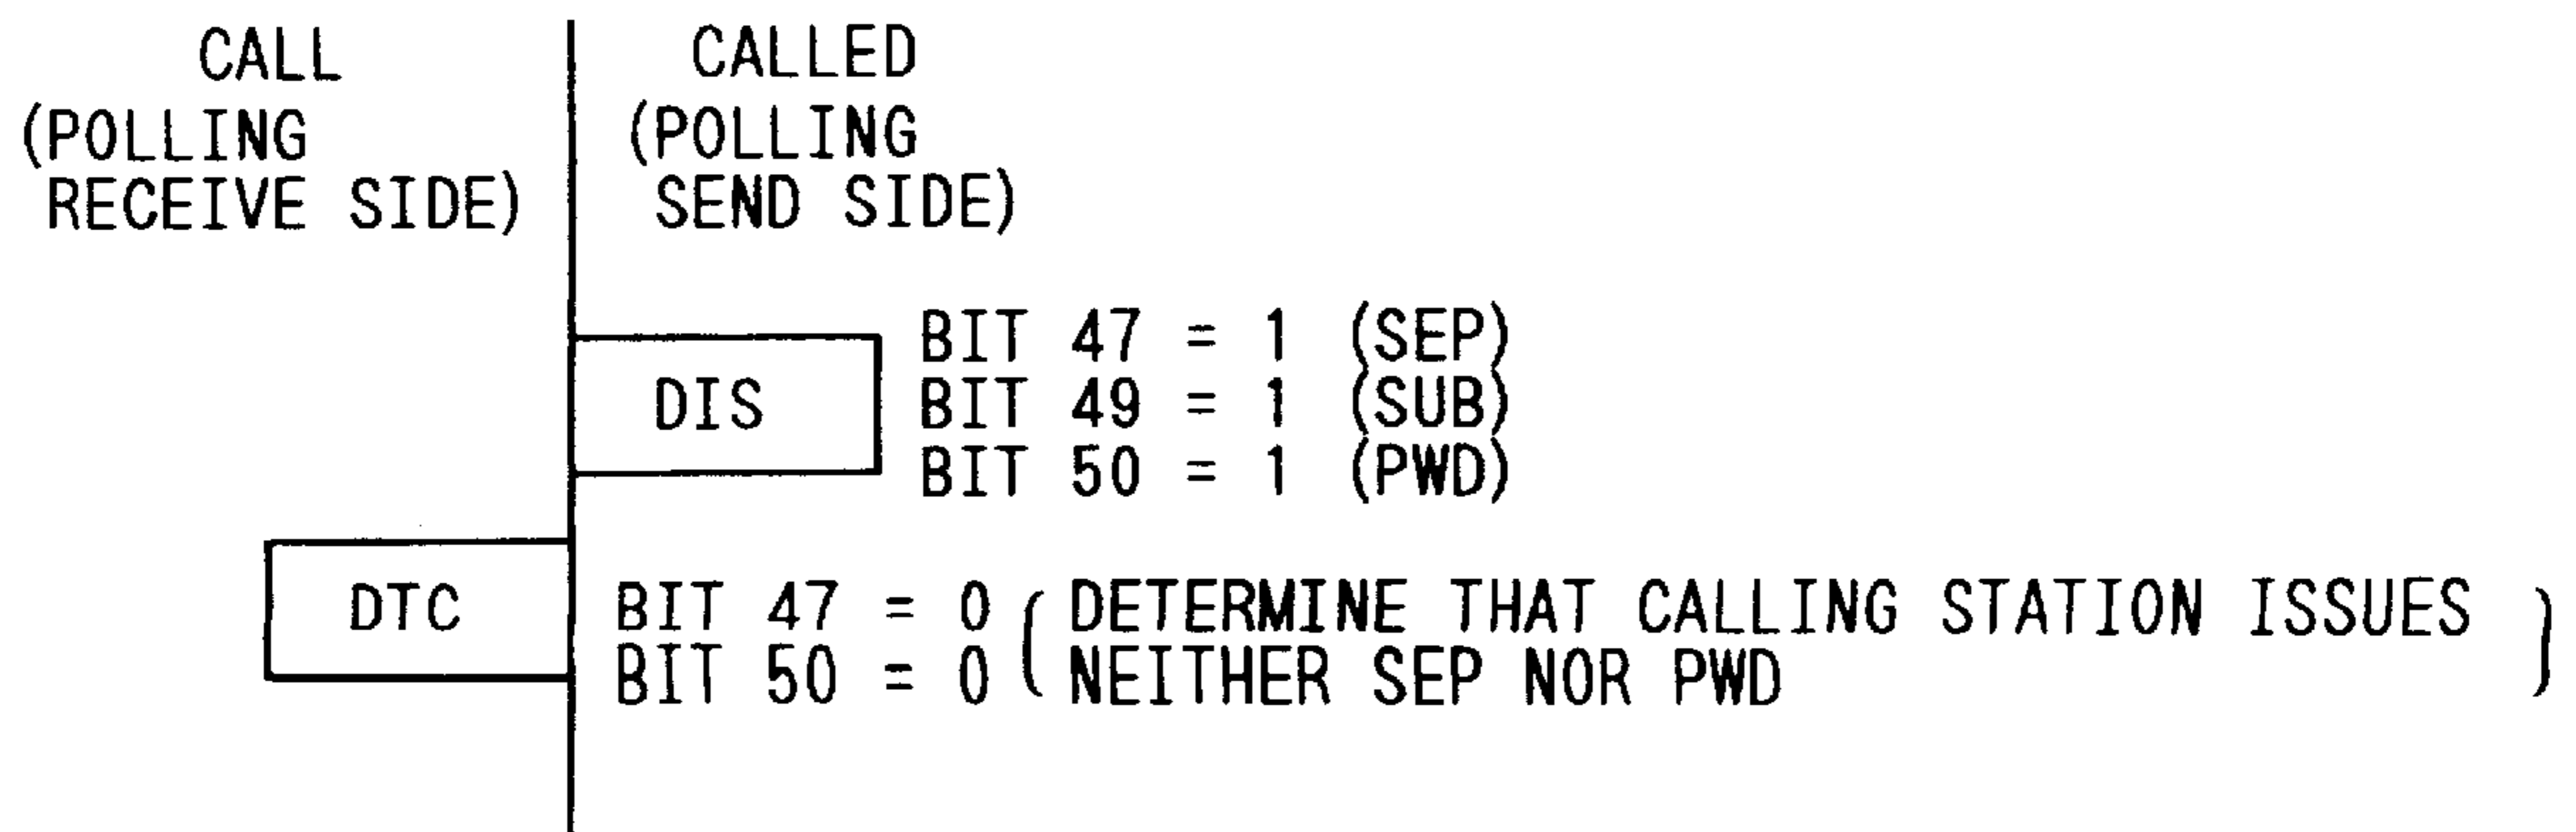 CALL
(POLLING
RECEIVE SIDE)
CALLED
(POLLING
SEND SIDE)
DIS
BIT 47 = 1 (SEP)
BIT 49 = 1 (SUB)
BIT 50 = 1 (PWD)
DTC
BIT 47 = 0 ( DETERMINE THAT CALLING STATION ISSUES
BIT 50 = 0 NEITHER SEP NOR PWD )